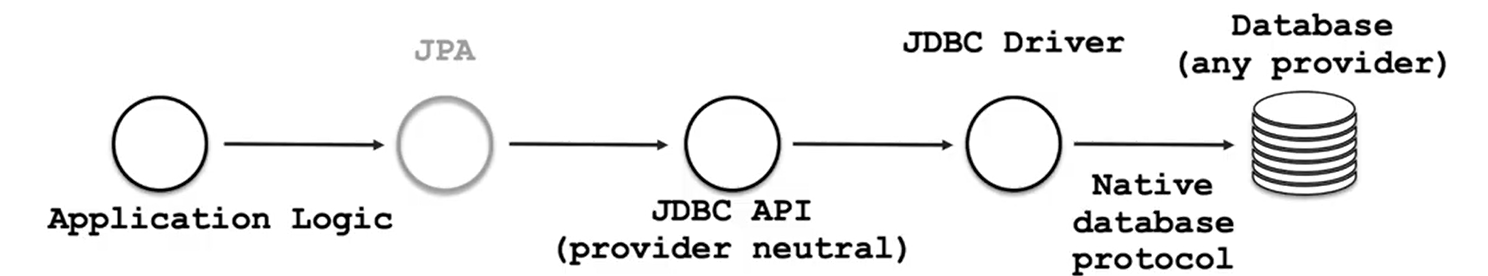 JPA
JDBC Driver
Database
(any provider)
Application Logic
JDBC API
(provider neutral)
Native
database
protocol